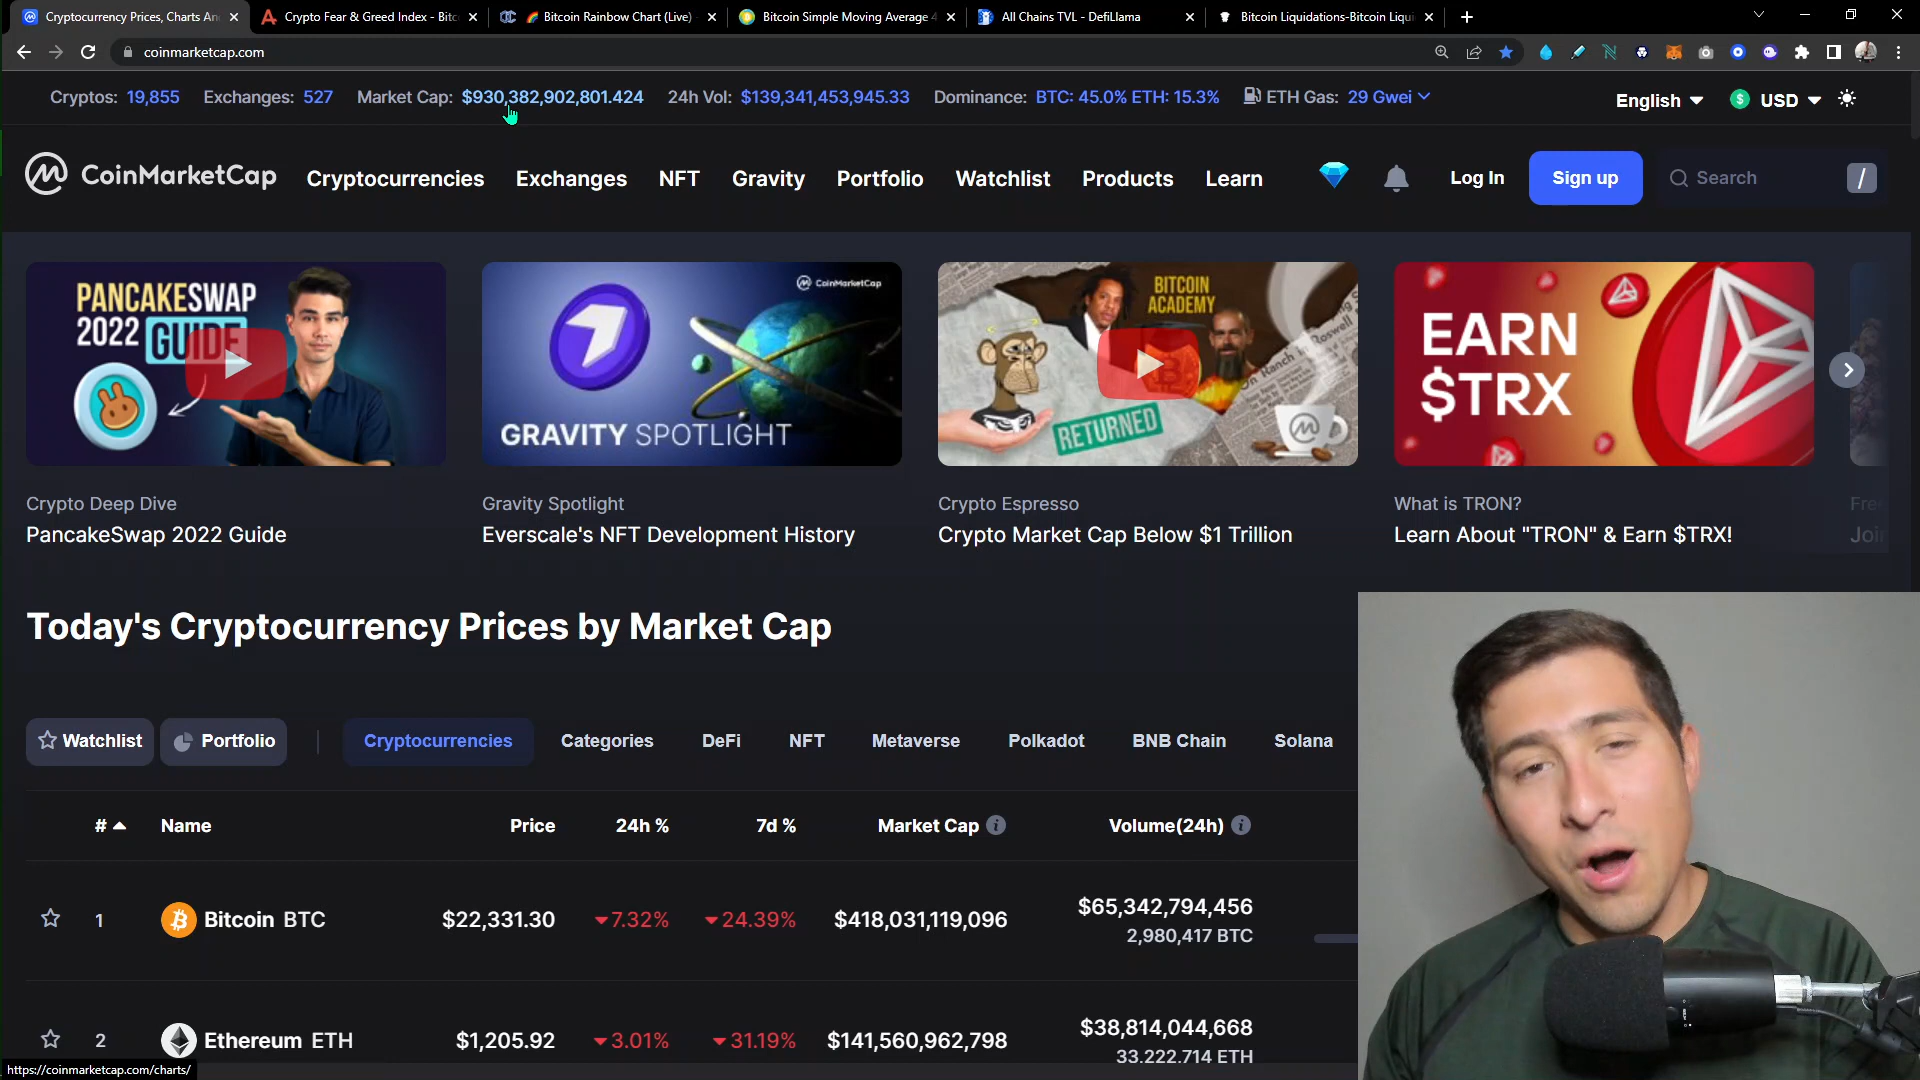 Cryptocurrency Prices, Charts An
Crypto Fear & Greed Index - Bitc
Bitcoin Rainbow Chart (Live)
Bitcoin Simple Moving Average 4
All Chains TVL - DefiLlama
Bitcoin Liquidations-Bitcoin Liqui
coinmarketcap.com
Cryptos: 19,855 Exchanges: 527 Market Cap: $930,382,902,801.424 24h Vol: $139,341,453,945.33 Dominance: BTC: 45.0% ETH: 15.3% ETH Gas: 29 Gwei
English USD
CoinMarketCap Cryptocurrencies Exchanges NFT Gravity Portfolio Watchlist Products Learn Log In Sign up Search /
PANCAKESWAP
2022 GUIDE
CoinMarketCap
GRAVITY SPOTLIGHT
BITCOIN
ACADEMY
RETURNED
EARN
$TRX
Crypto Deep Dive
PancakeSwap 2022 Guide
Gravity Spotlight
Everscale's NFT Development History
Crypto Espresso
Crypto Market Cap Below $1 Trillion
What is TRON?
Learn About "TRON" & Earn $TRX!
Today's Cryptocurrency Prices by Market Cap
Watchlist Portfolio Cryptocurrencies Categories DeFi NFT Metaverse Polkadot BNB Chain Solana
# Name Price 24h % 7d % Market Cap Volume(24h)
1 Bitcoin BTC $22,331.30 7.32% 24.39% $418,031,119,096 $65,342,794,456
2,980,417 BTC
2 Ethereum ETH $1,205.92 3.01% 31.19% $141,560,962,798 $38,814,044,668
33,222,714 ETH
https://coinmarketcap.com/charts/